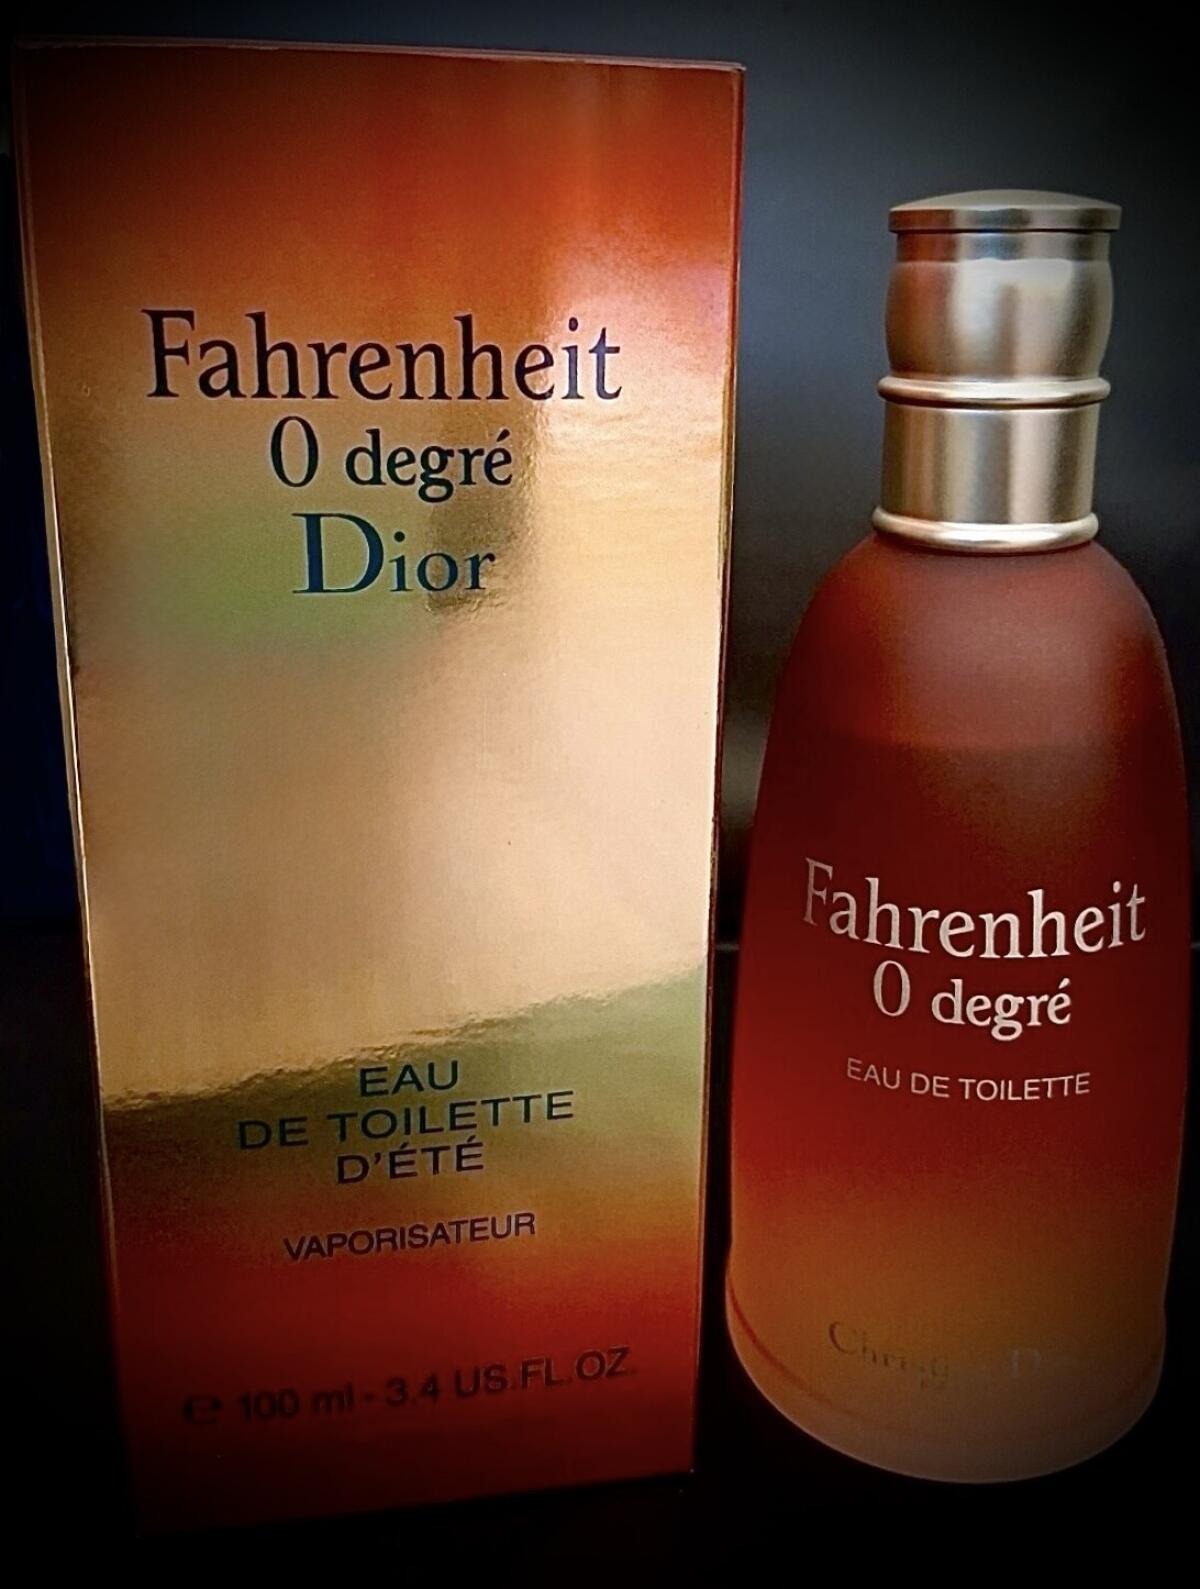 Fahrenheit
0 degré
Dior
EAU
DE TOILETTE
D'ÉTÉ
VAPORISATEUR
℮ 100 ml - 3.4 US.FL.OZ.
Fahrenheit
0 degré
EAU DE TOILETTE